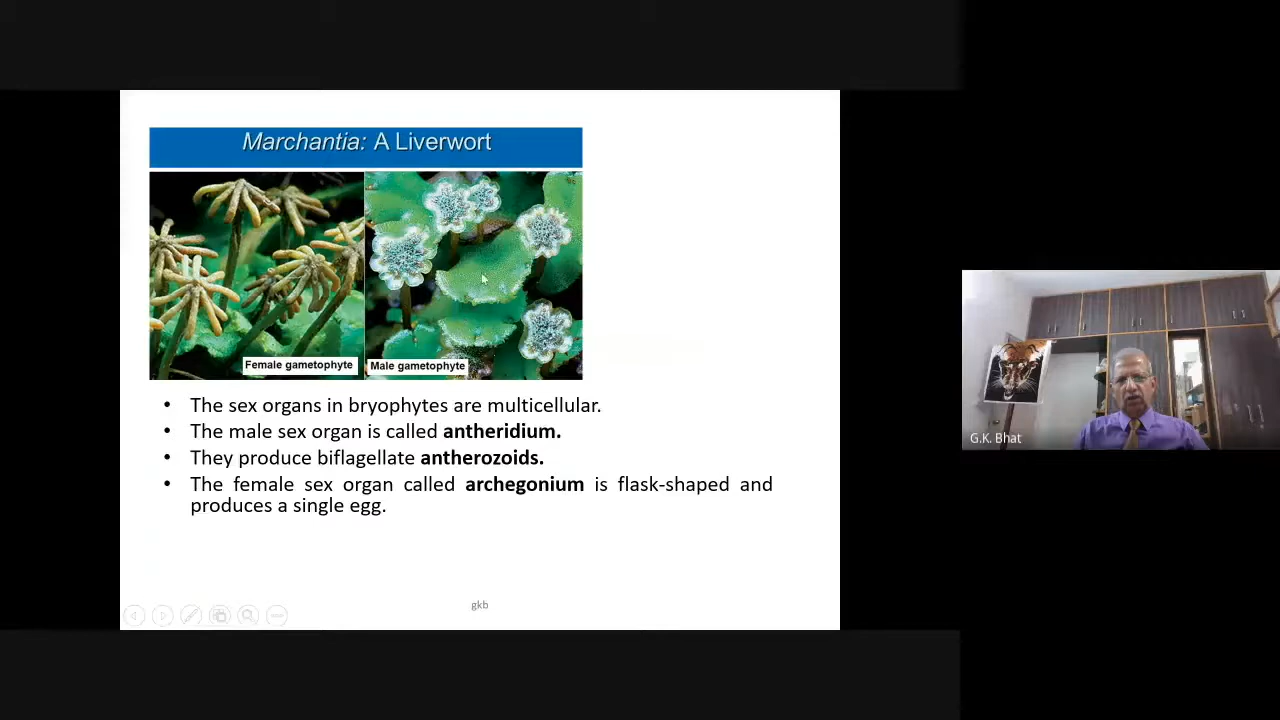 Marchantia: A Liverwort
Female gametophyte
Male gametophyte
• The sex organs in bryophytes are multicellular.
• The male sex organ is called antheridium.
• They produce biflagellate antherozoids.
• The female sex organ called archegonium is flask-shaped and
produces a single egg.
gkb
G.K. Bhat